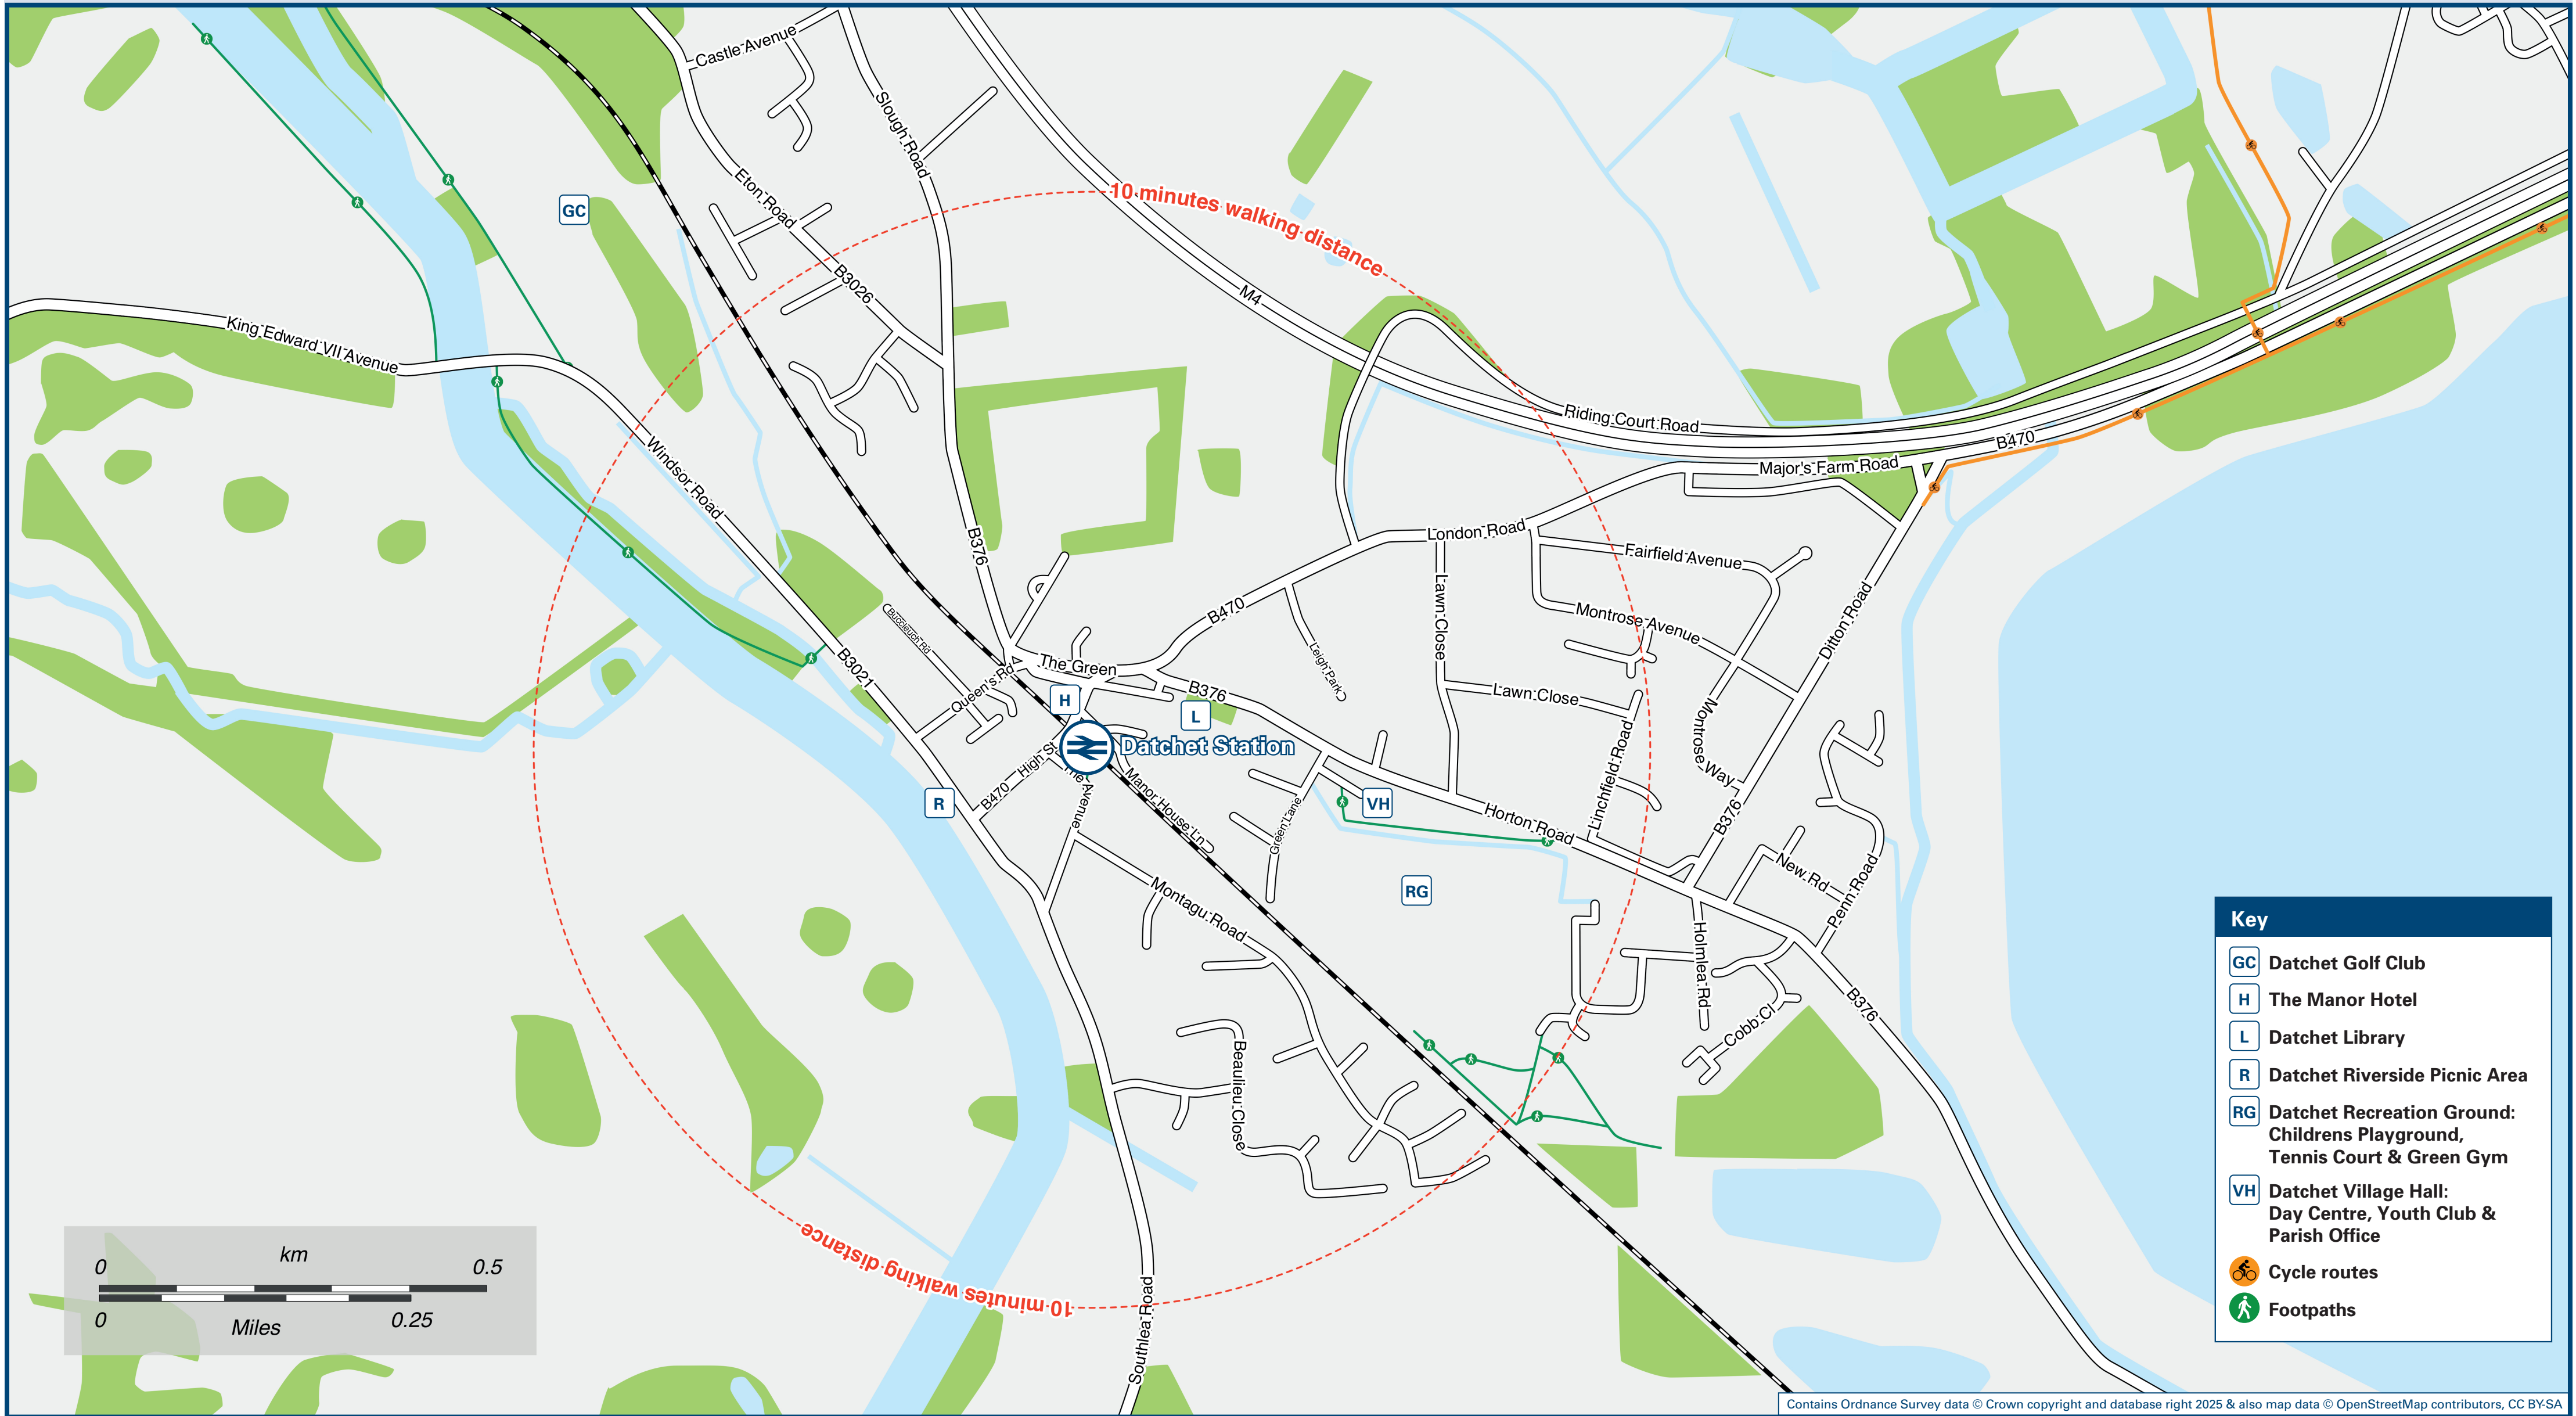 Castle Avenue
Slough Road
Eton Road
10 minutes walking distance
GC
B3026
M4
King Edward VII Avenue
Riding Court Road
B470
Major's Farm Road
Windsor Road
London Road
B376
Fairfield Avenue
Lawn Close
B470
Montrose Avenue
Ditton Road
Buccleuch Rd
Leigh Park
B3021
The Green
Queen's Rd
B376
Lawn Close
H
L
Datchet Station
Montrose Way
Linchfield Road
High St
The Avenue
Manor House Ln
B470
R
VH
Green Lane
Horton Road
B376
New Rd
Penn Road
RG
Montagu Road
Holmlea Rd
B376
Cobb Cl
Beaulieu Close
10 minutes walking distance
Southlea Road
km
0 0.5
0 0.25
Miles
Key
GC Datchet Golf Club
H The Manor Hotel
L Datchet Library
R Datchet Riverside Picnic Area
RG Datchet Recreation Ground:
Childrens Playground,
Tennis Court & Green Gym
VH Datchet Village Hall:
Day Centre, Youth Club &
Parish Office
Cycle routes
Footpaths
Contains Ordnance Survey data © Crown copyright and database right 2025 & also map data © OpenStreetMap contributors, CC BY-SA